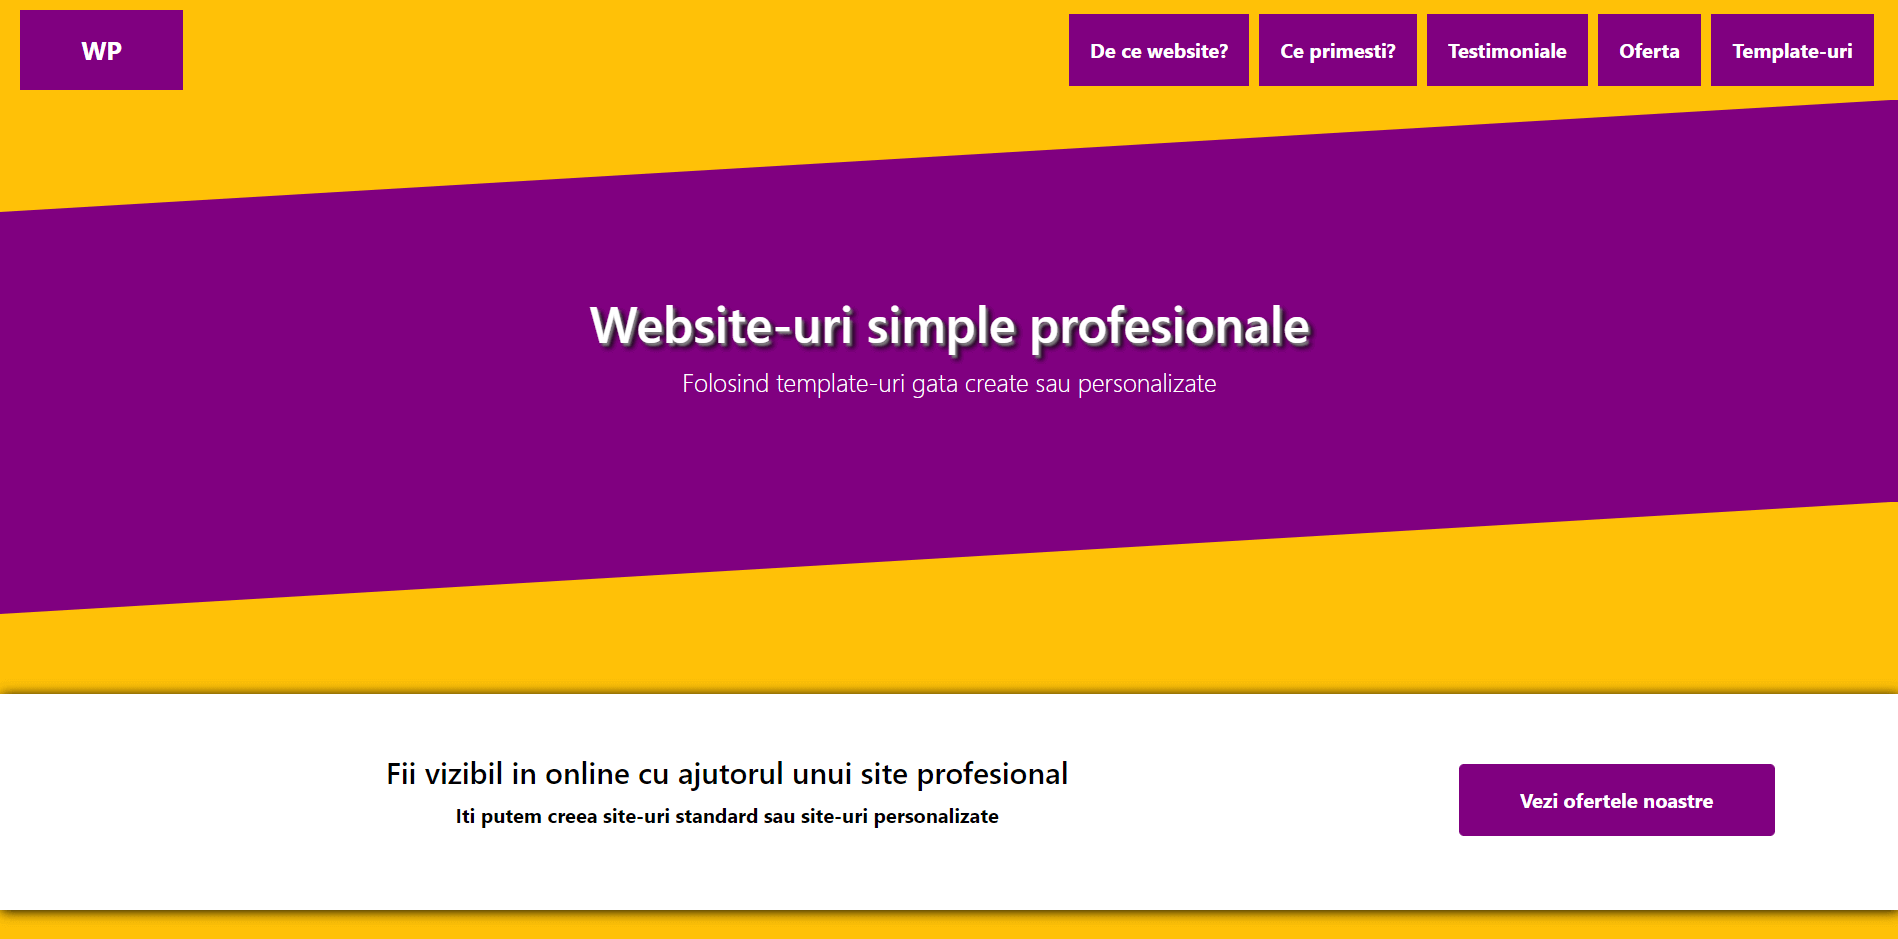 WP
De ce website?
Ce primesti?
Testimoniale
Oferta
Template-uri
Website-uri simple profesionale
Folosind template-uri gata create sau personalizate
Fii vizibil in online cu ajutorul unui site profesional
Iti putem creea site-uri standard sau site-uri personalizate
Vezi ofertele noastre